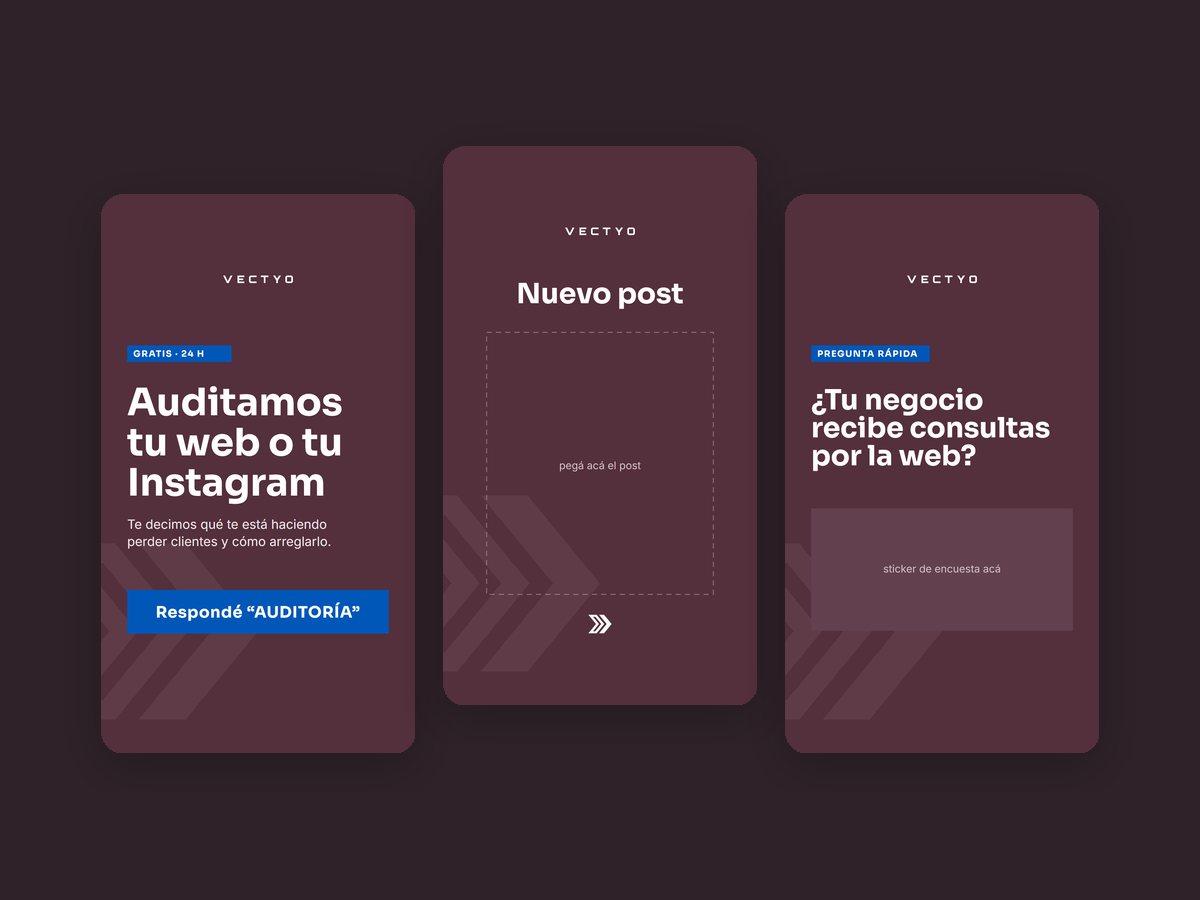 VECTYO
GRATIS · 24 H
Auditamos
tu web o tu
Instagram
Te decimos qué te está haciendo
perder clientes y cómo arreglarlo.
Respondé “AUDITORÍA”
VECTYO
Nuevo post
pegá acá el post
VECTYO
PREGUNTA RÁPIDA
¿Tu negocio
recibe consultas
por la web?
sticker de encuesta acá